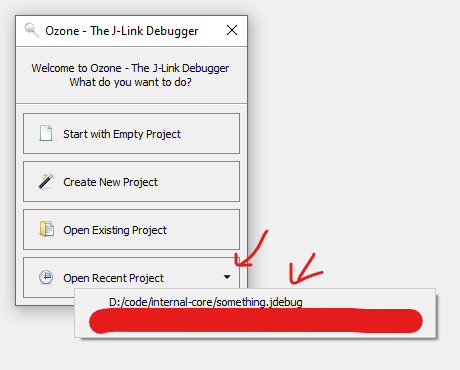 Ozone - The J-Link Debugger
Welcome to Ozone - The J-Link Debugger
What do you want to do?
Start with Empty Project
Create New Project
Open Existing Project
Open Recent Project
D:/code/internal-core/something.jdebug